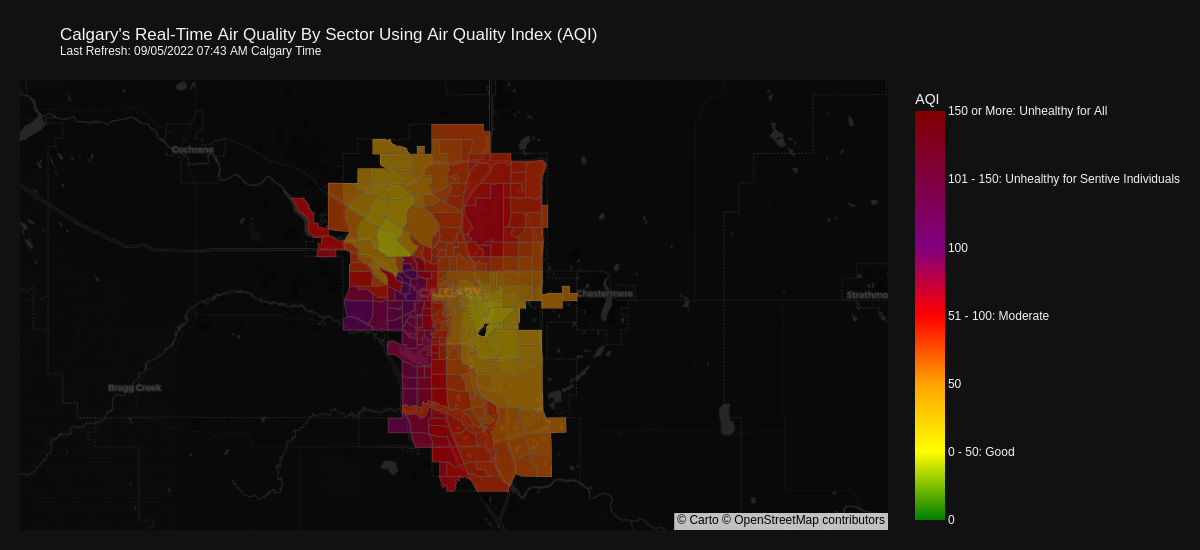 Calgary's Real-Time Air Quality By Sector Using Air Quality Index (AQI)
Last Refresh: 09/05/2022 07:43 AM Calgary Time
AQI
150 or More: Unhealthy for All
Cochrane
101 - 150: Unhealthy for Sentive Individuals
100
CALGARY
Chestermere
Strathmo
51 - 100: Moderate
Bragg Creek
50
0 - 50: Good
© Carto © OpenStreetMap contributors
0